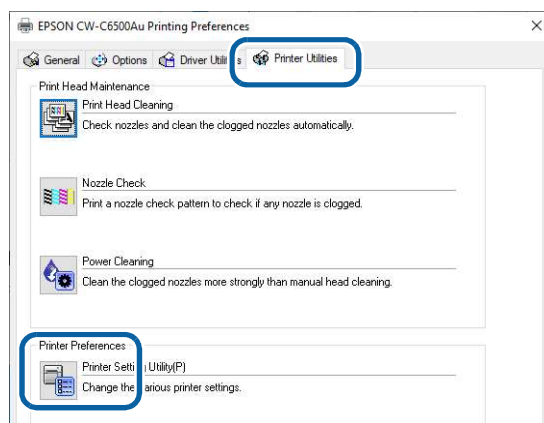 EPSON CW-C6500Au Printing Preferences
General Options Driver Utilities Printer Utilities
Print Head Maintenance
Print Head Cleaning
Check nozzles and clean the clogged nozzles automatically.
Nozzle Check
Print a nozzle check pattern to check if any nozzle is clogged.
Power Cleaning
Clean the clogged nozzles more strongly than manual head cleaning.
Printer Preferences
Printer Setting Utility(P)
Change the various printer settings.